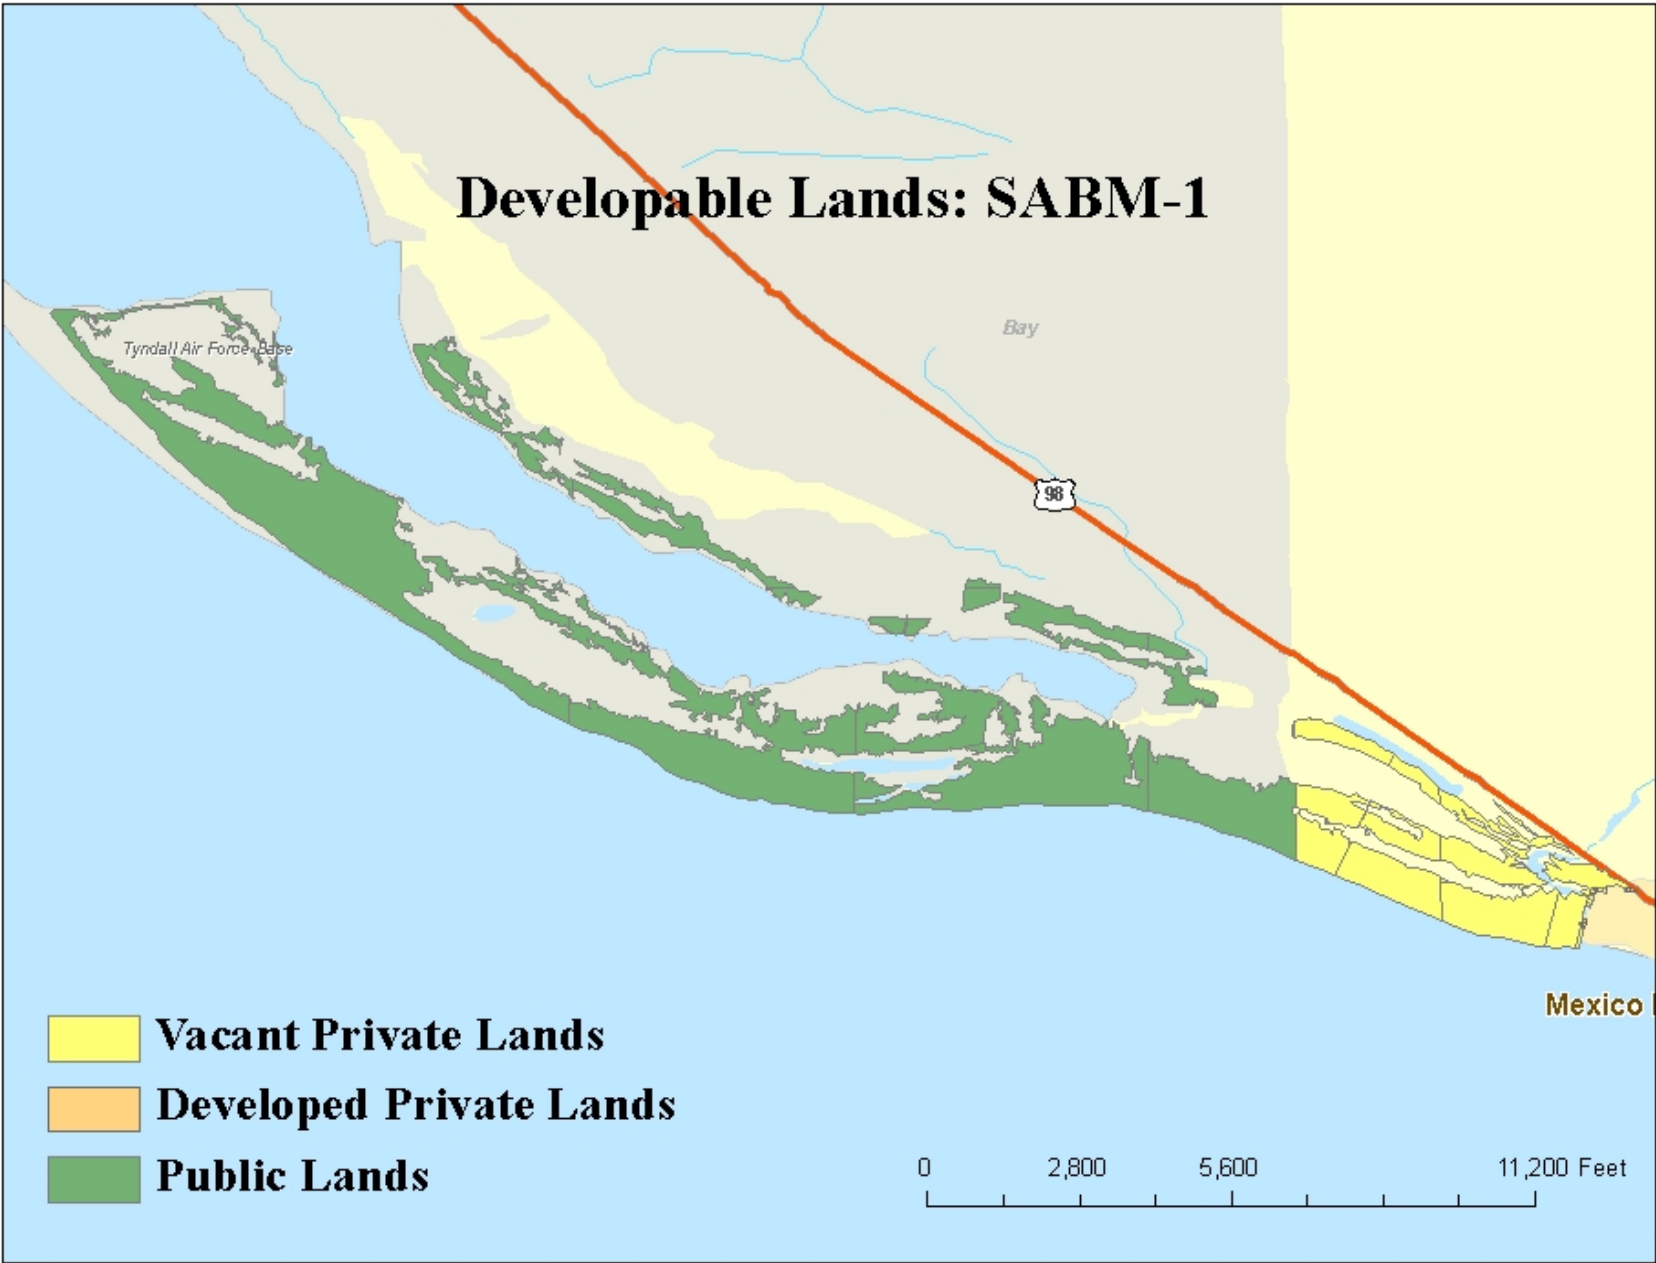 Developable Lands: SABM-1
Bay
Tyndall Air Force Base
98
Mexico
Vacant Private Lands
Developed Private Lands
Public Lands
0 2,800 5,600 11,200 Feet